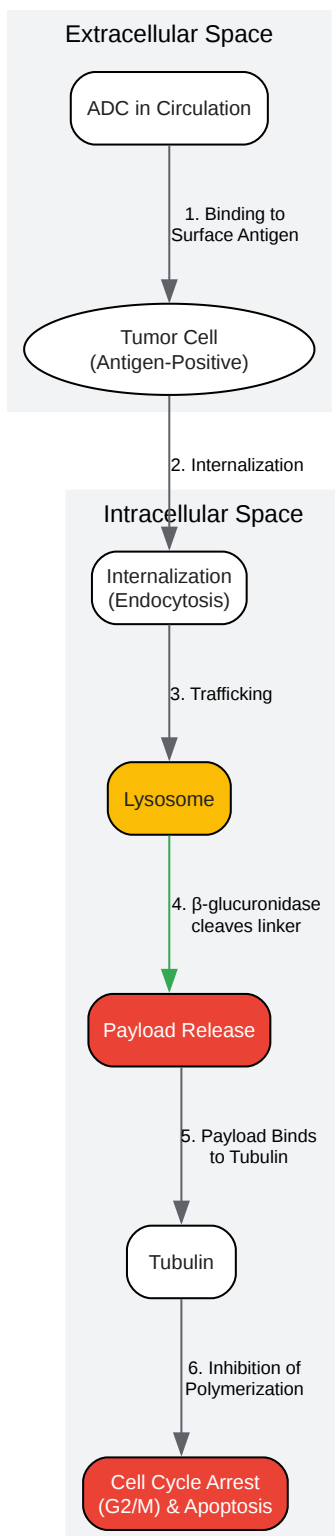 Extracellular Space
ADC in Circulation
1. Binding to
Surface Antigen
Tumor Cell
(Antigen-Positive)
2. Internalization
Intracellular Space
Internalization
(Endocytosis)
3. Trafficking
Lysosome
4. β-glucuronidase
cleaves linker
Payload Release
5. Payload Binds
to Tubulin
Tubulin
6. Inhibition of
Polymerization
Cell Cycle Arrest
(G2/M) & Apoptosis